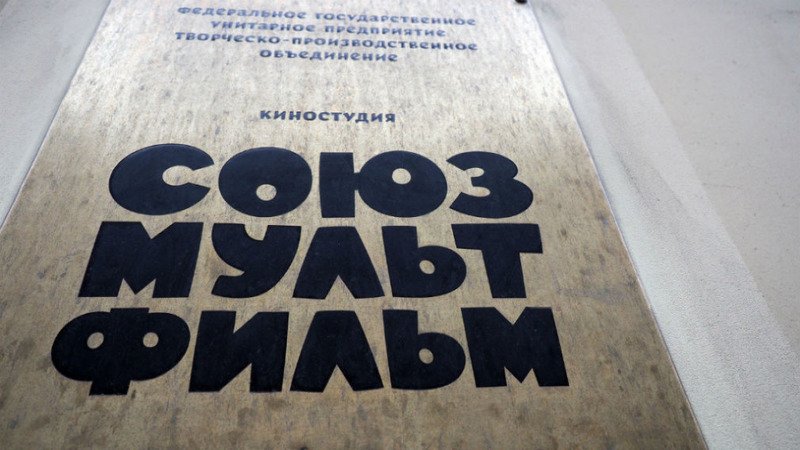 ФЕДЕРАЛЬНОЕ ГОСУДАРСТВЕННОЕ
УНИТАРНОЕ ПРЕДПРИЯТИЕ
ТВОРЧЕСКО-ПРОИЗВОДСТВЕННОЕ
ОБЪЕДИНЕНИЕ
КИНОСТУДИЯ
СОЮЗ
МУЛЬТ
ФИЛЬМ